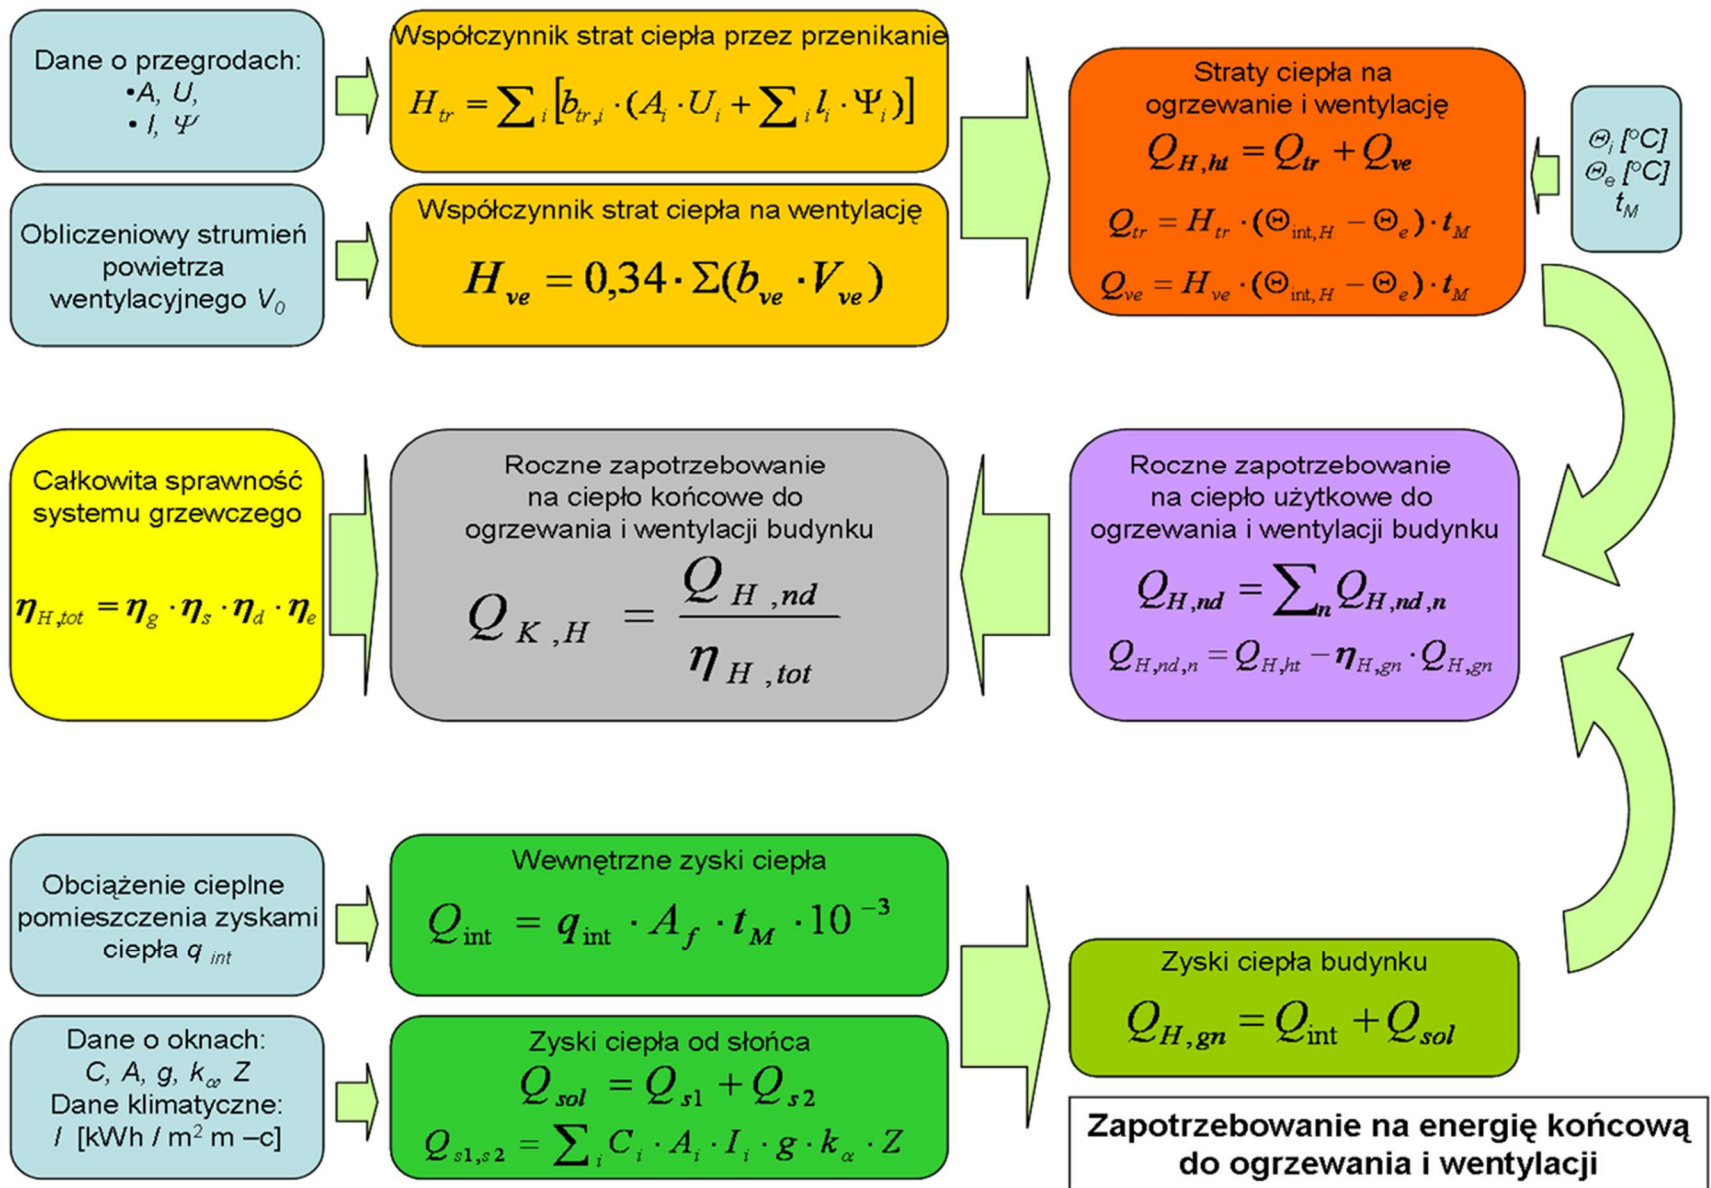 Dane o przegrodach:
•A, U,
• l, Ψ
Współczynnik strat ciepła przez przenikanie
H_tr = ∑_i [b_tr,i · (A_i · U_i + ∑_i l_i · Ψ_i)]
Obliczeniowy strumień
powietrza
wentylacyjnego V_0
Współczynnik strat ciepła na wentylację
H_ve = 0,34 · Σ(b_ve · V_ve)
Straty ciepła na
ogrzewanie i wentylację
Q_H,ht = Q_tr + Q_ve
Q_tr = H_tr · (Θ_int,H − Θ_e) · t_M
Q_ve = H_ve · (Θ_int,H − Θ_e) · t_M
Θ_i [°C]
Θ_e [°C]
t_M
Całkowita sprawność
systemu grzewczego
η_H,tot = η_g · η_s · η_d · η_e
Roczne zapotrzebowanie
na ciepło końcowe do
ogrzewania i wentylacji budynku
Q_K,H = Q_H,nd / η_H,tot
Roczne zapotrzebowanie
na ciepło użytkowe do
ogrzewania i wentylacji budynku
Q_H,nd = ∑_n Q_H,nd,n
Q_H,nd,n = Q_H,ht − η_H,gn · Q_H,gn
Obciążenie cieplne
pomieszczenia zyskami
ciepła q int
Wewnętrzne zyski ciepła
Q_int = q_int · A_f · t_M · 10⁻³
Dane o oknach:
C, A, g, k_α, Z
Dane klimatyczne:
I [kWh / m² m –c]
Zyski ciepła od słońca
Q_sol = Q_s1 + Q_s2
Q_s1,s2 = ∑_i C_i · A_i · I_i · g · k_α · Z
Zyski ciepła budynku
Q_H,gn = Q_int + Q_sol
Zapotrzebowanie na energię końcową
do ogrzewania i wentylacji